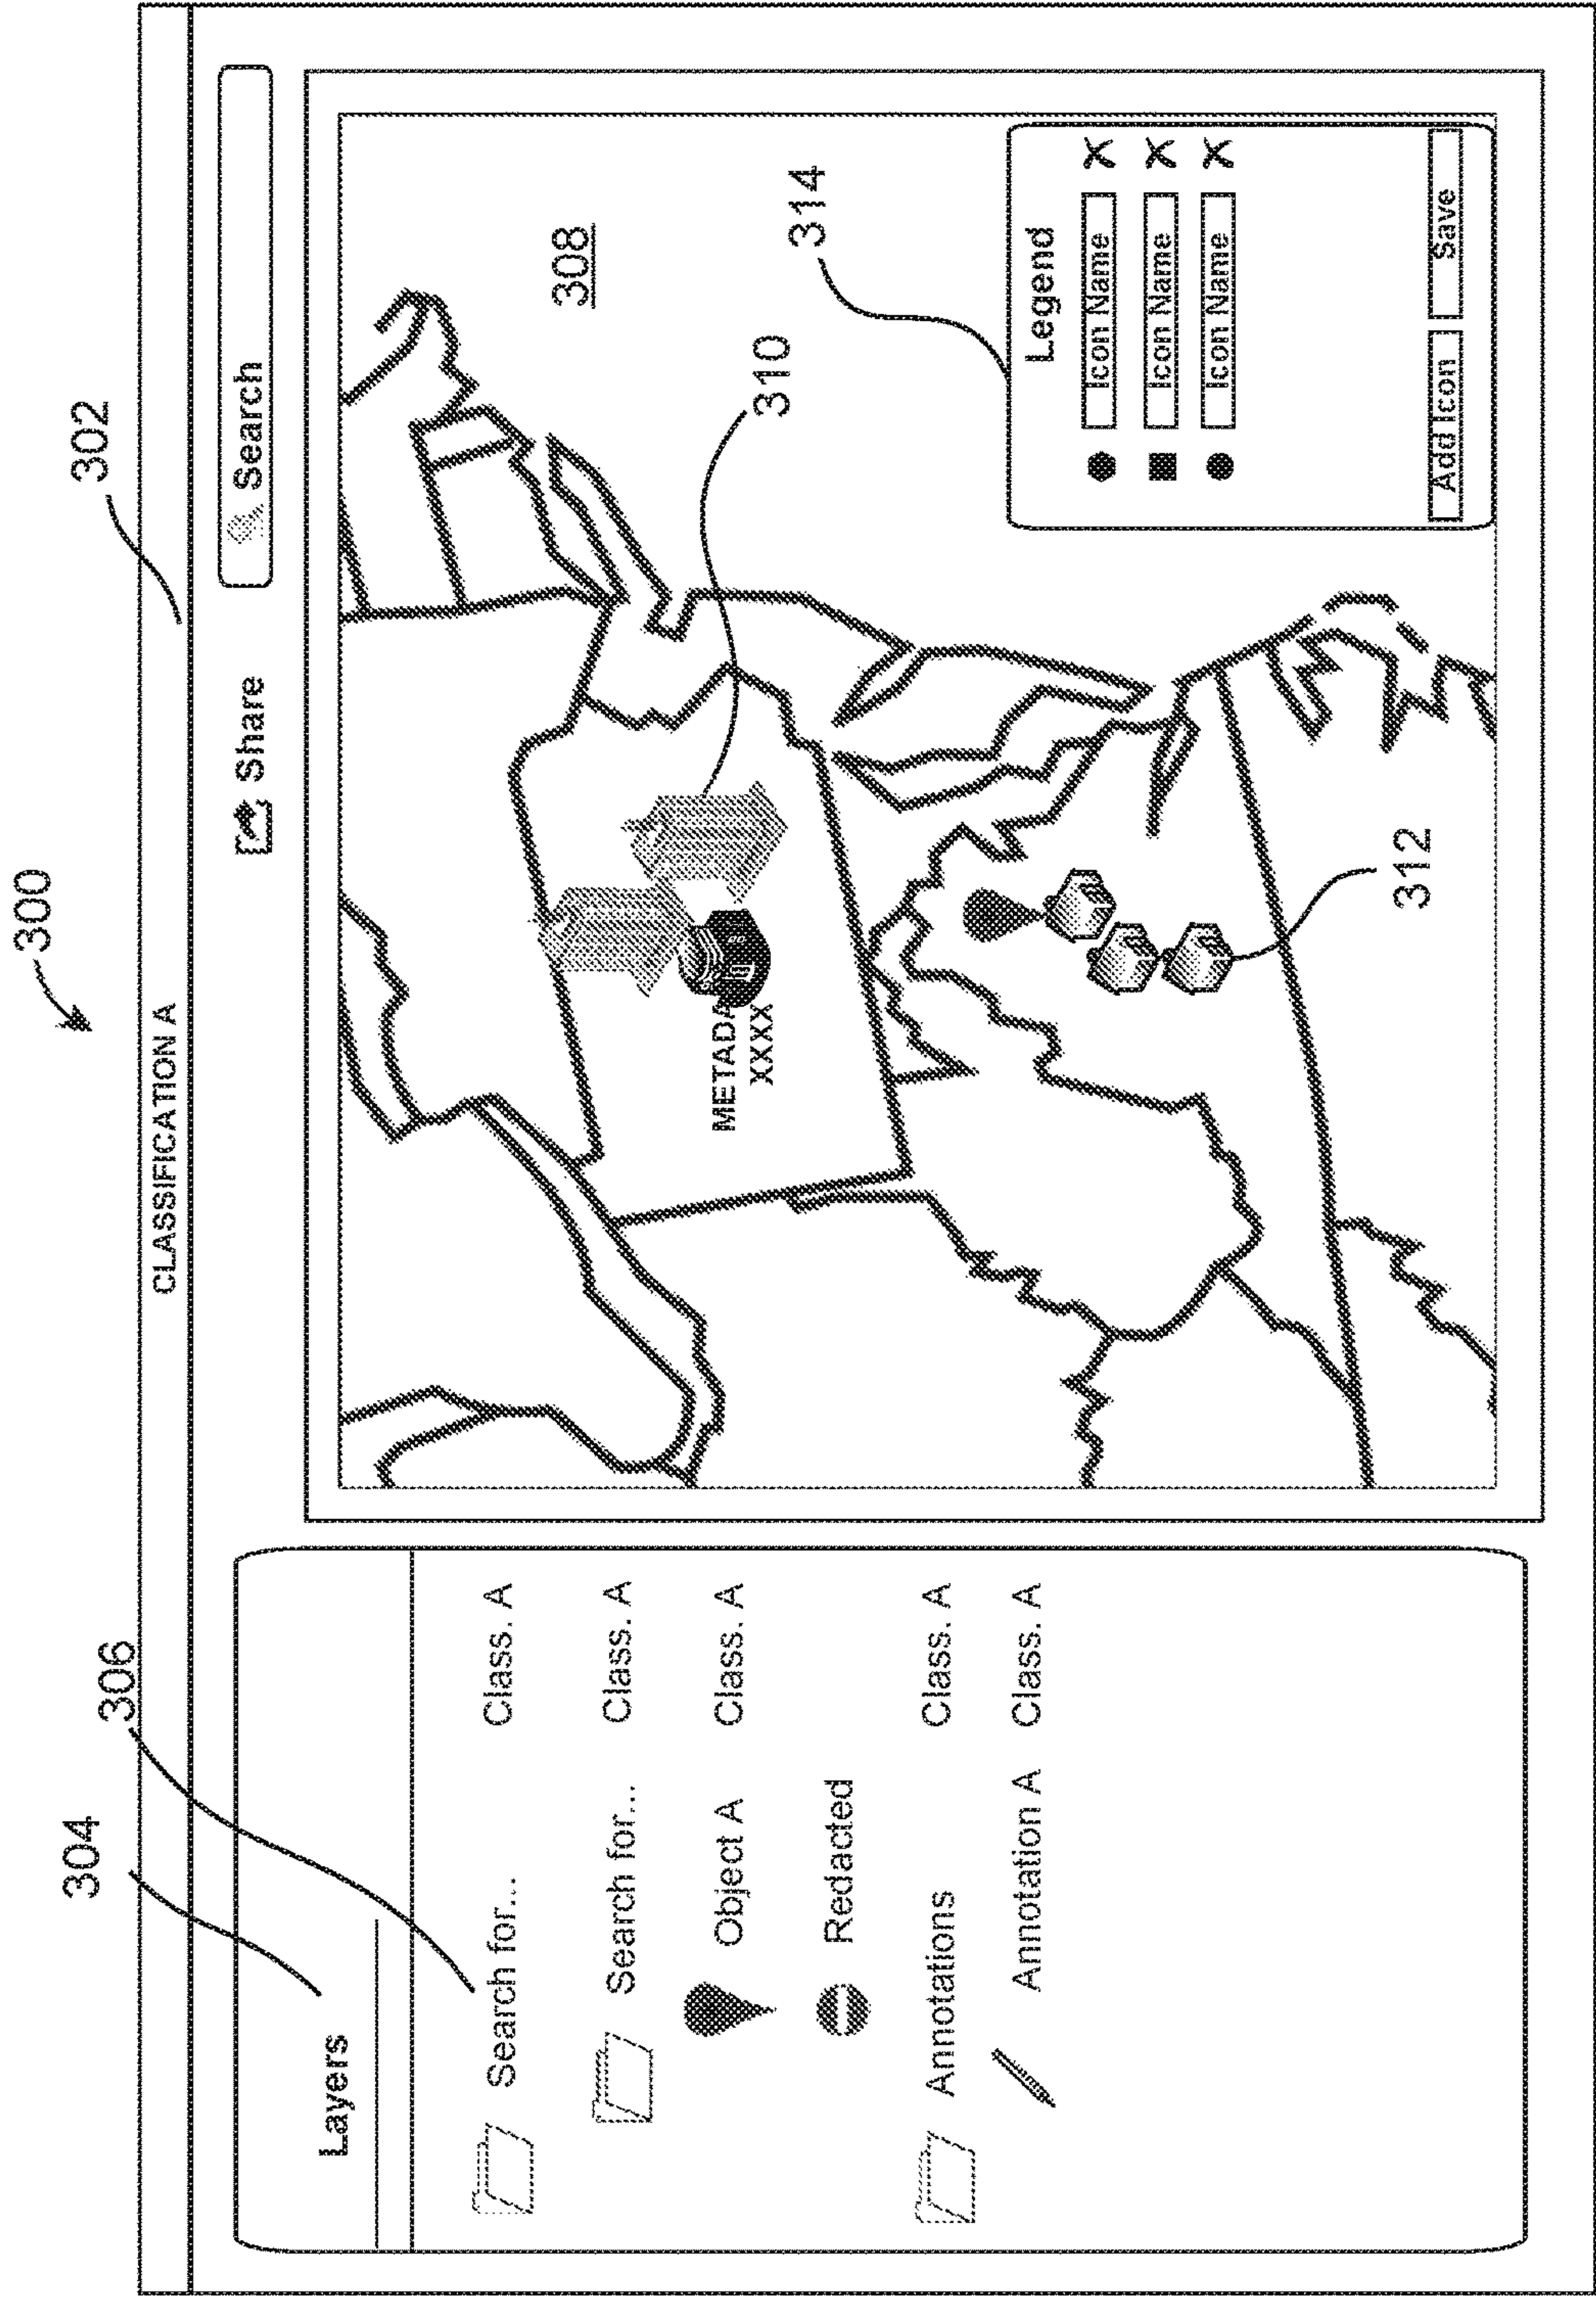 300
302
304
306
CLASSIFICATION A
Share
Search
Layers
Search for... Class. A
Search for... Class. A
Object A Class. A
Redacted
Annotations Class. A
Annotation A Class. A
308
310
METADA
XXXX
312
314
Legend
Icon Name X
Icon Name X
Icon Name X
Add Icon Save